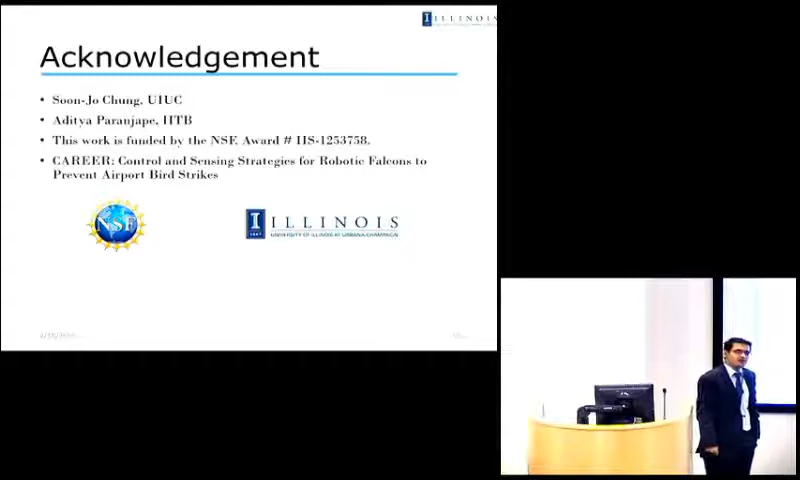 ILLINOIS
Acknowledgement
• Soon-Jo Chung, UIUC
• Aditya Paranjape, IITB
• This work is funded by the NSF Award # IIS-1253758.
• CAREER: Control and Sensing Strategies for Robotic Falcons to
Prevent Airport Bird Strikes
NSF
I ILLINOIS
UNIVERSITY OF ILLINOIS AT URBANA-CHAMPAIGN